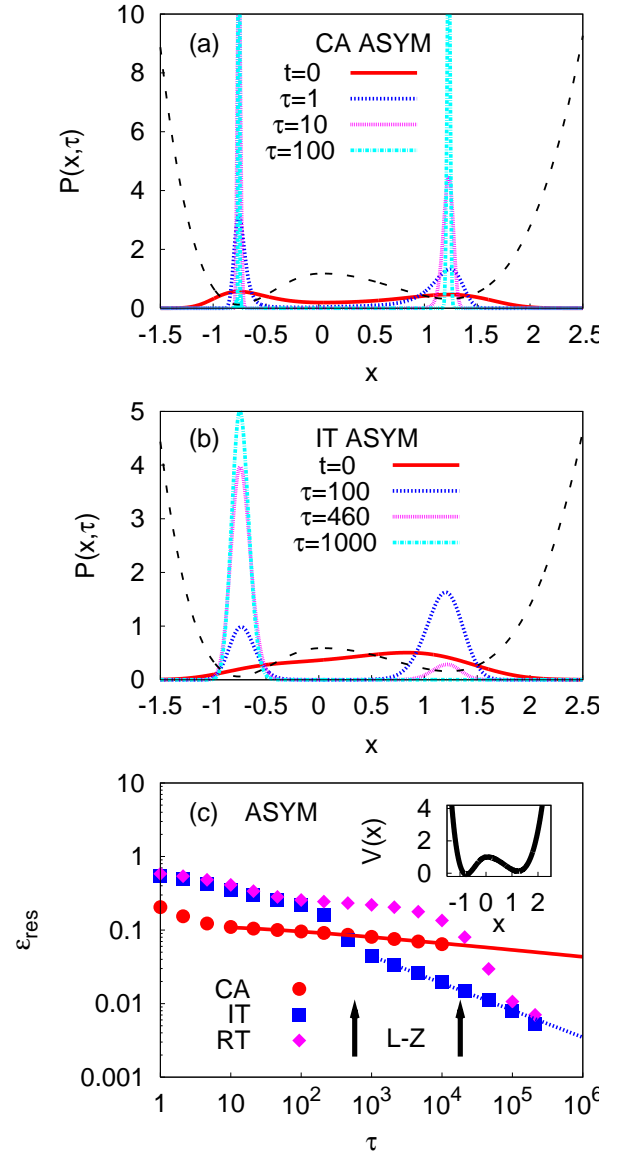 10
(a) CA ASYM
t=0
τ=1
τ=10
τ=100
8
6
4
2
0
P(x,τ)
-1.5 -1 -0.5 0 0.5 1 1.5 2 2.5
x
5
(b) IT ASYM
t=0
τ=100
τ=460
τ=1000
4
3
2
1
0
P(x,τ)
-1.5 -1 -0.5 0 0.5 1 1.5 2 2.5
x
10
(c) ASYM
1
0.1
0.01
0.001
ε_res
V(x)
4
2
0
-1 0 1 2
x
CA
IT
RT
L-Z
1 10 10² 10³ 10⁴ 10⁵ 10⁶
τ